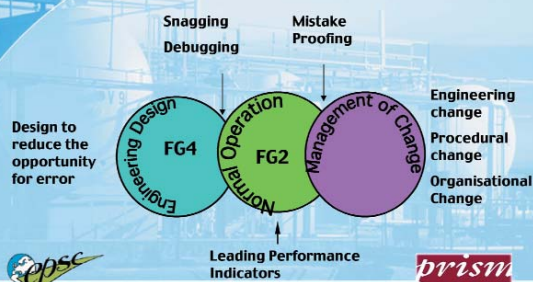 Snagging
Debugging
Mistake
Proofing
Design to
reduce the
opportunity
for error
Engineering Design
FG4
Normal Operation
FG2
Management of Change
Engineering
change
Procedural
change
Organisational
Change
Leading Performance
Indicators
epsc
prism